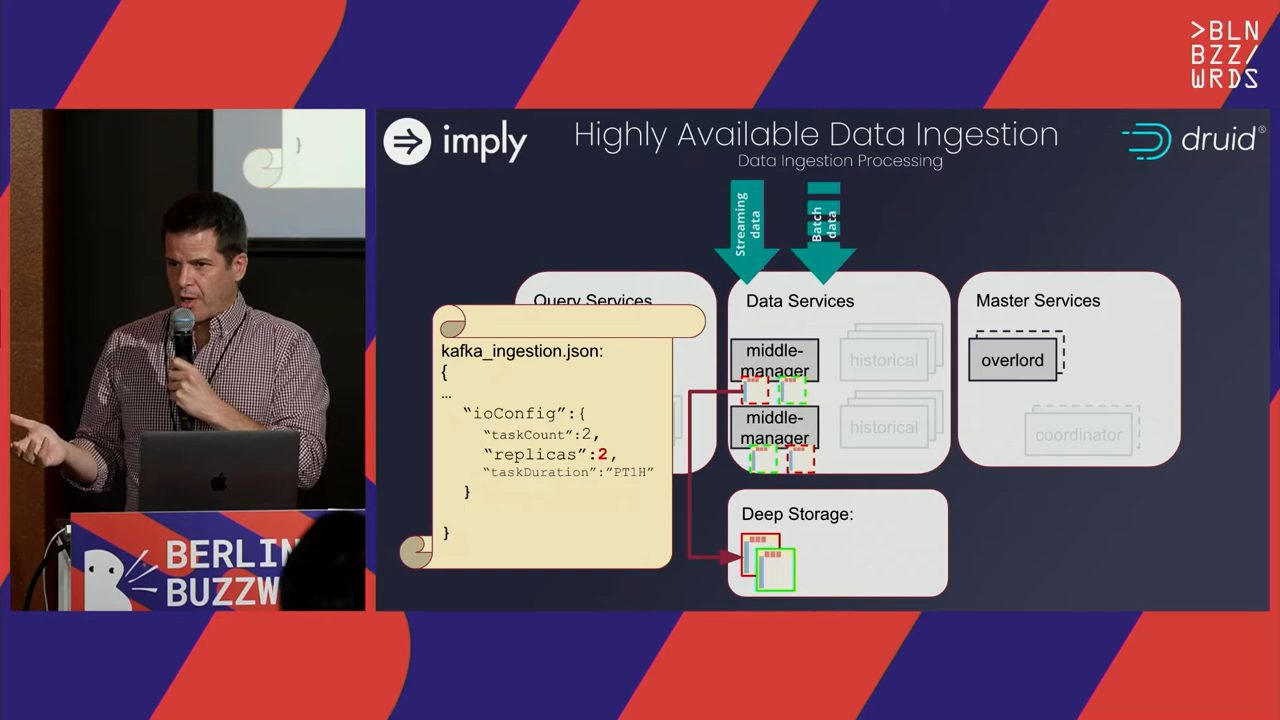 >BLN
BZZ/
WRDS
imply
Highly Available Data Ingestion
Data Ingestion Processing
druid®
Streaming
data
Batch
data
Query Services
Data Services
Master Services
kafka_ingestion.json:
{
…
“ioConfig”:{
“taskCount”:2,
“replicas”:2,
“taskDuration”:”PT1H”
}
}
middle-
manager
historical
middle-
manager
historical
overlord
coordinator
Deep Storage:
}
BERLIN
BUZZW